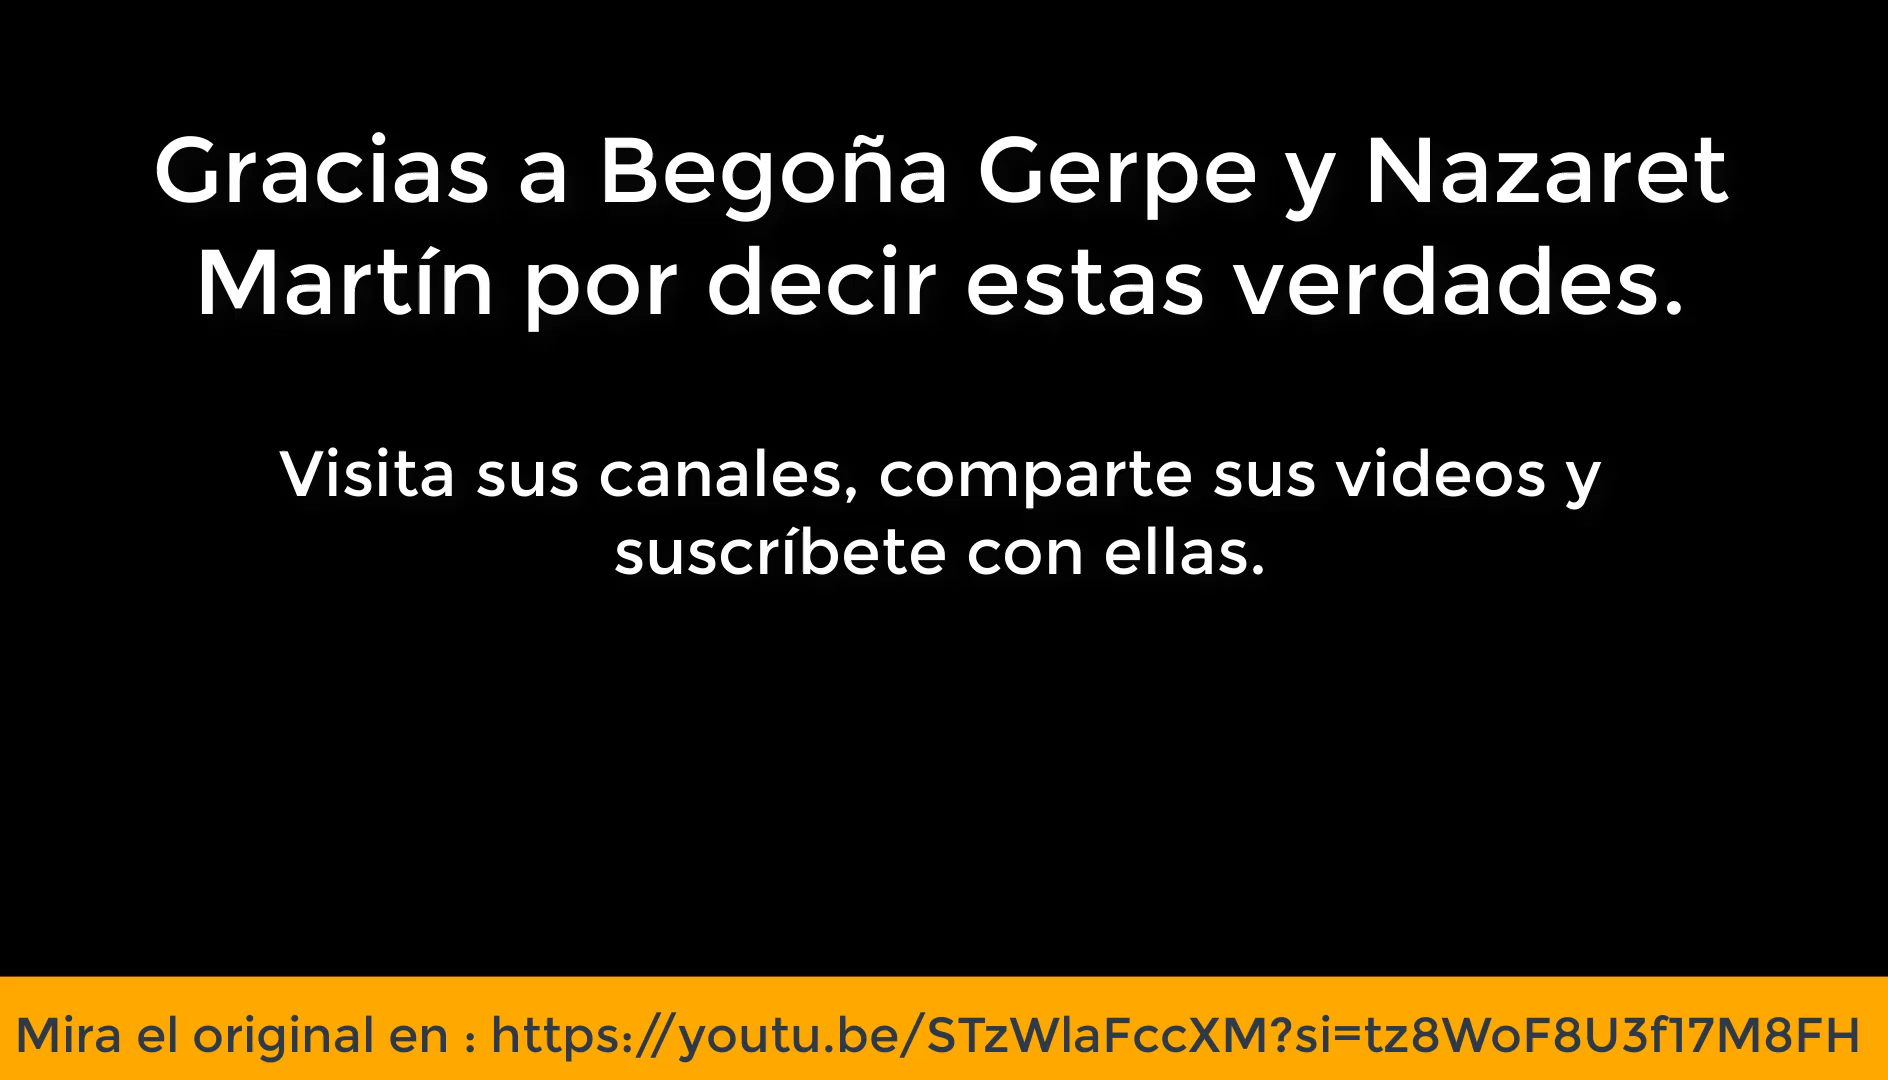 Gracias a Begoña Gerpe y Nazaret
Martín por decir estas verdades.
Visita sus canales, comparte sus videos y
suscríbete con ellas.
Mira el original en : https://youtu.be/STzWlaFccXM?si=tz8WoF8U3f17M8FH